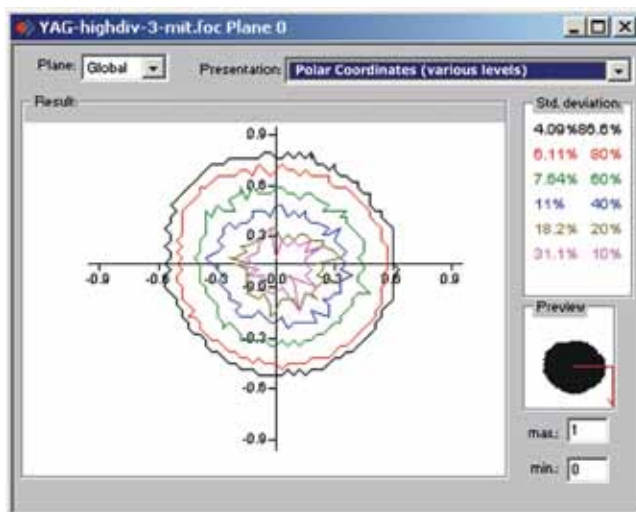 YAG-highdiv-3-mit.foc Plane 0
Plane: Global Presentation: Polar Coordinates (various levels)
Result:
Std. deviation:
4.09%86.6%
6.11% 80%
7.64% 60%
11% 40%
18.2% 20%
31.1% 10%
0.9
0.6
0.3
-0.9 -0.6 -0.3 0.0 0.3 0.6 0.9
-0.0
-0.3
-0.6
-0.9
Preview
max.: 1
min.: 0